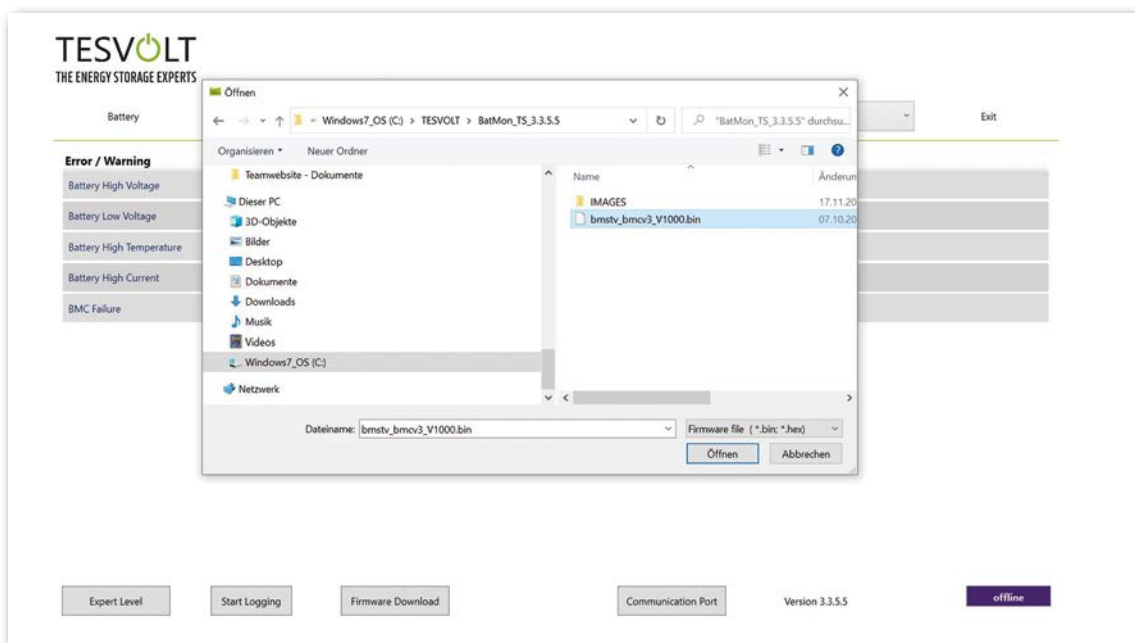 TESVOLT
THE ENERGY STORAGE EXPERTS
Battery
Exit
Error / Warning
Battery High Voltage
Battery Low Voltage
Battery High Temperature
Battery High Current
BMC Failure
Öffnen
Windows7_OS (C:) > TESVOLT > BatMon_TS_3.3.5.5
"BatMon_TS_3.3.5.5" durchsu...
Organisieren
Neuer Ordner
Teamwebsite - Dokumente
Dieser PC
3D-Objekte
Bilder
Desktop
Dokumente
Downloads
Musik
Videos
Windows7_OS (C:)
Netzwerk
Name
Änderun
IMAGES
17.11.20
bmstv_bmcv3_V1000.bin
07.10.20
Dateiname: bmstv_bmcv3_V1000.bin
Firmware file ( *.bin; *.hex)
Öffnen
Abbrechen
Expert Level
Start Logging
Firmware Download
Communication Port
Version 3.3.5.5
offline